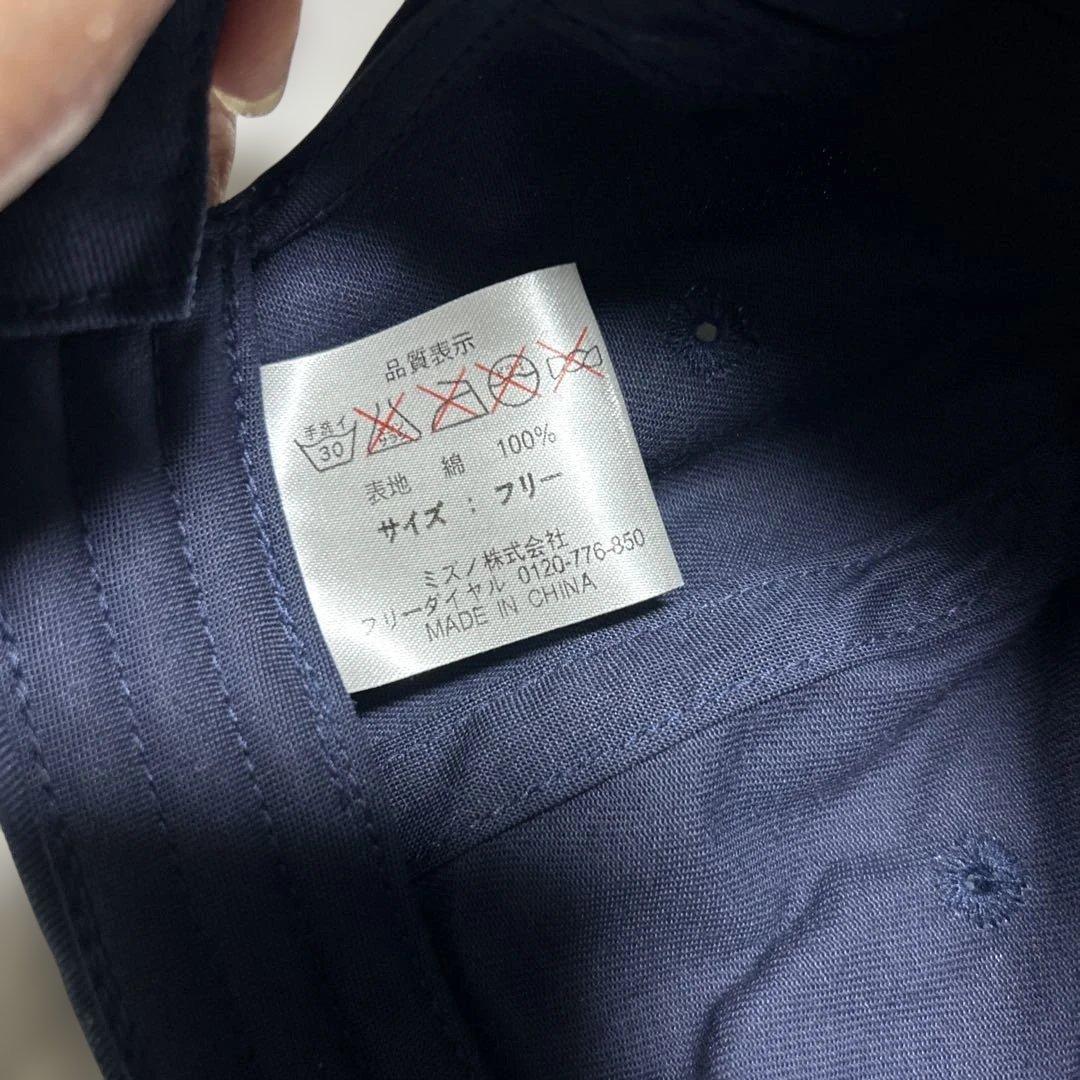 品質表示
手洗イ
30
表地 綿 100%
サイズ : フリー
ミズノ株式会社
フリーダイヤル 0120-776-850
MADE IN CHINA